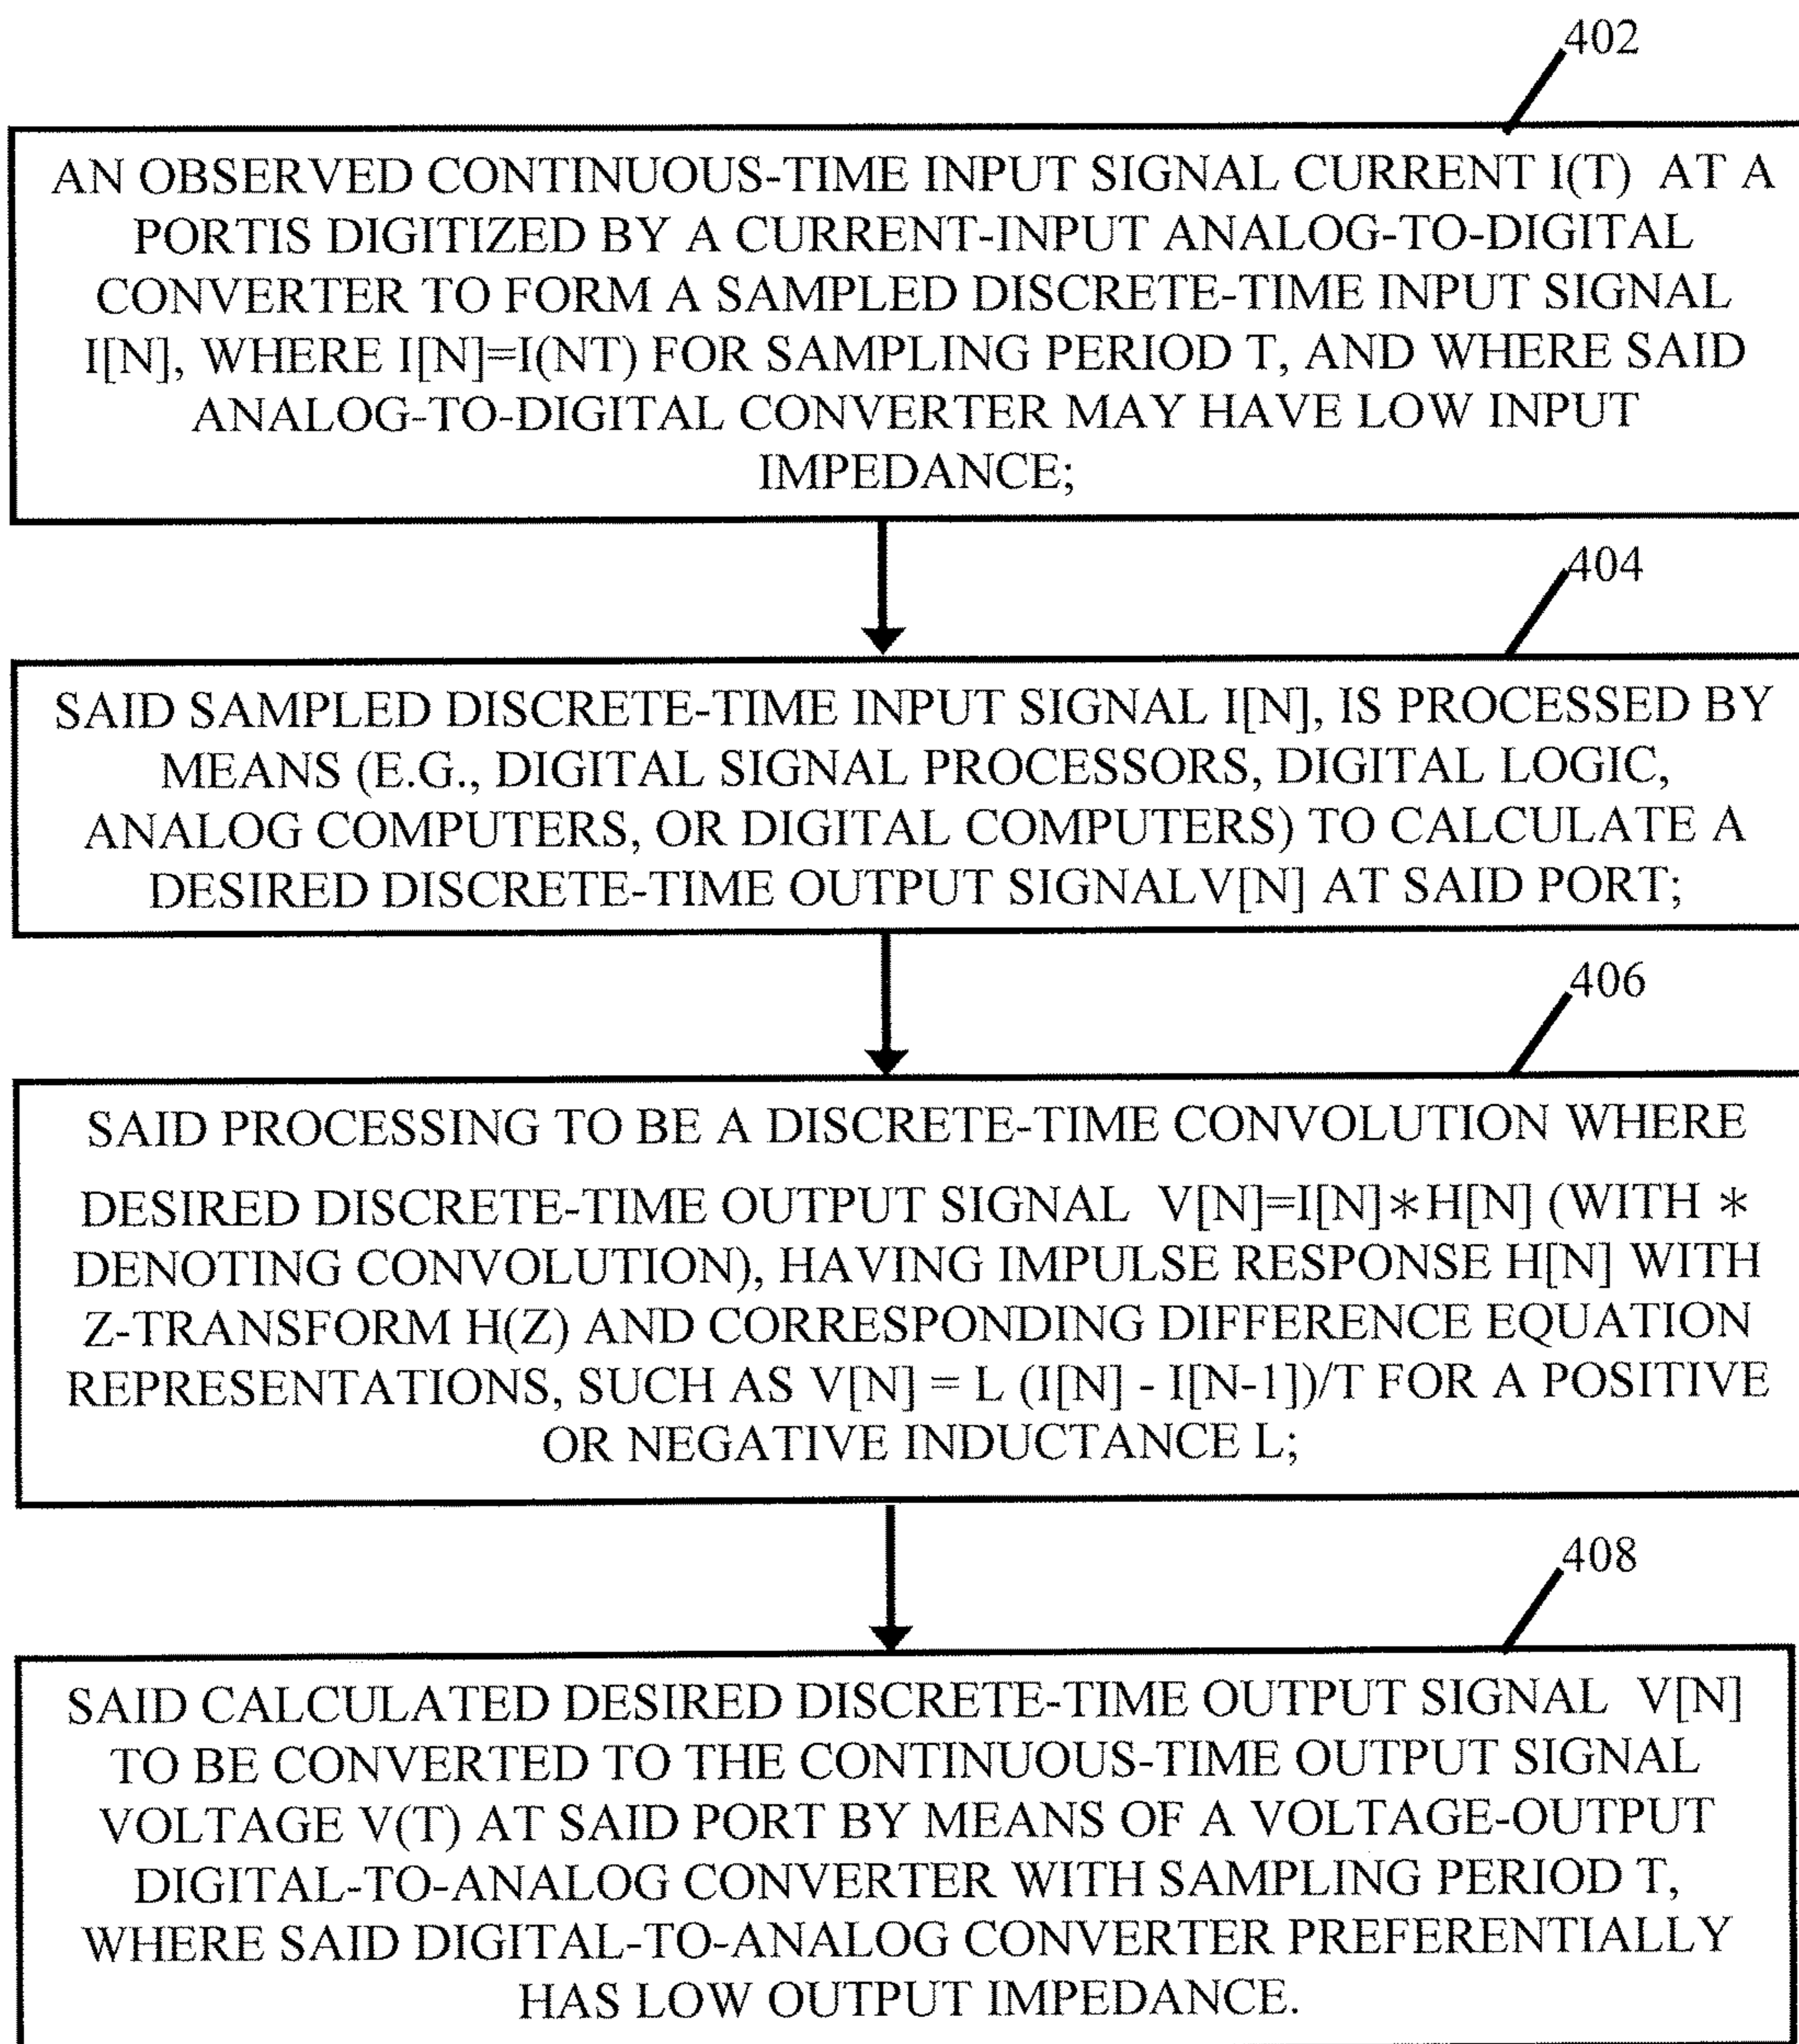 402
AN OBSERVED CONTINUOUS-TIME INPUT SIGNAL CURRENT I(T) AT A
PORTIS DIGITIZED BY A CURRENT-INPUT ANALOG-TO-DIGITAL
CONVERTER TO FORM A SAMPLED DISCRETE-TIME INPUT SIGNAL
I[N], WHERE I[N]=I(NT) FOR SAMPLING PERIOD T, AND WHERE SAID
ANALOG-TO-DIGITAL CONVERTER MAY HAVE LOW INPUT
IMPEDANCE;
404
SAID SAMPLED DISCRETE-TIME INPUT SIGNAL I[N], IS PROCESSED BY
MEANS (E.G., DIGITAL SIGNAL PROCESSORS, DIGITAL LOGIC,
ANALOG COMPUTERS, OR DIGITAL COMPUTERS) TO CALCULATE A
DESIRED DISCRETE-TIME OUTPUT SIGNALV[N] AT SAID PORT;
406
SAID PROCESSING TO BE A DISCRETE-TIME CONVOLUTION WHERE
DESIRED DISCRETE-TIME OUTPUT SIGNAL V[N]=I[N]*H[N] (WITH *
DENOTING CONVOLUTION), HAVING IMPULSE RESPONSE H[N] WITH
Z-TRANSFORM H(Z) AND CORRESPONDING DIFFERENCE EQUATION
REPRESENTATIONS, SUCH AS V[N] = L (I[N] - I[N-1])/T FOR A POSITIVE
OR NEGATIVE INDUCTANCE L;
408
SAID CALCULATED DESIRED DISCRETE-TIME OUTPUT SIGNAL V[N]
TO BE CONVERTED TO THE CONTINUOUS-TIME OUTPUT SIGNAL
VOLTAGE V(T) AT SAID PORT BY MEANS OF A VOLTAGE-OUTPUT
DIGITAL-TO-ANALOG CONVERTER WITH SAMPLING PERIOD T,
WHERE SAID DIGITAL-TO-ANALOG CONVERTER PREFERENTIALLY
HAS LOW OUTPUT IMPEDANCE.